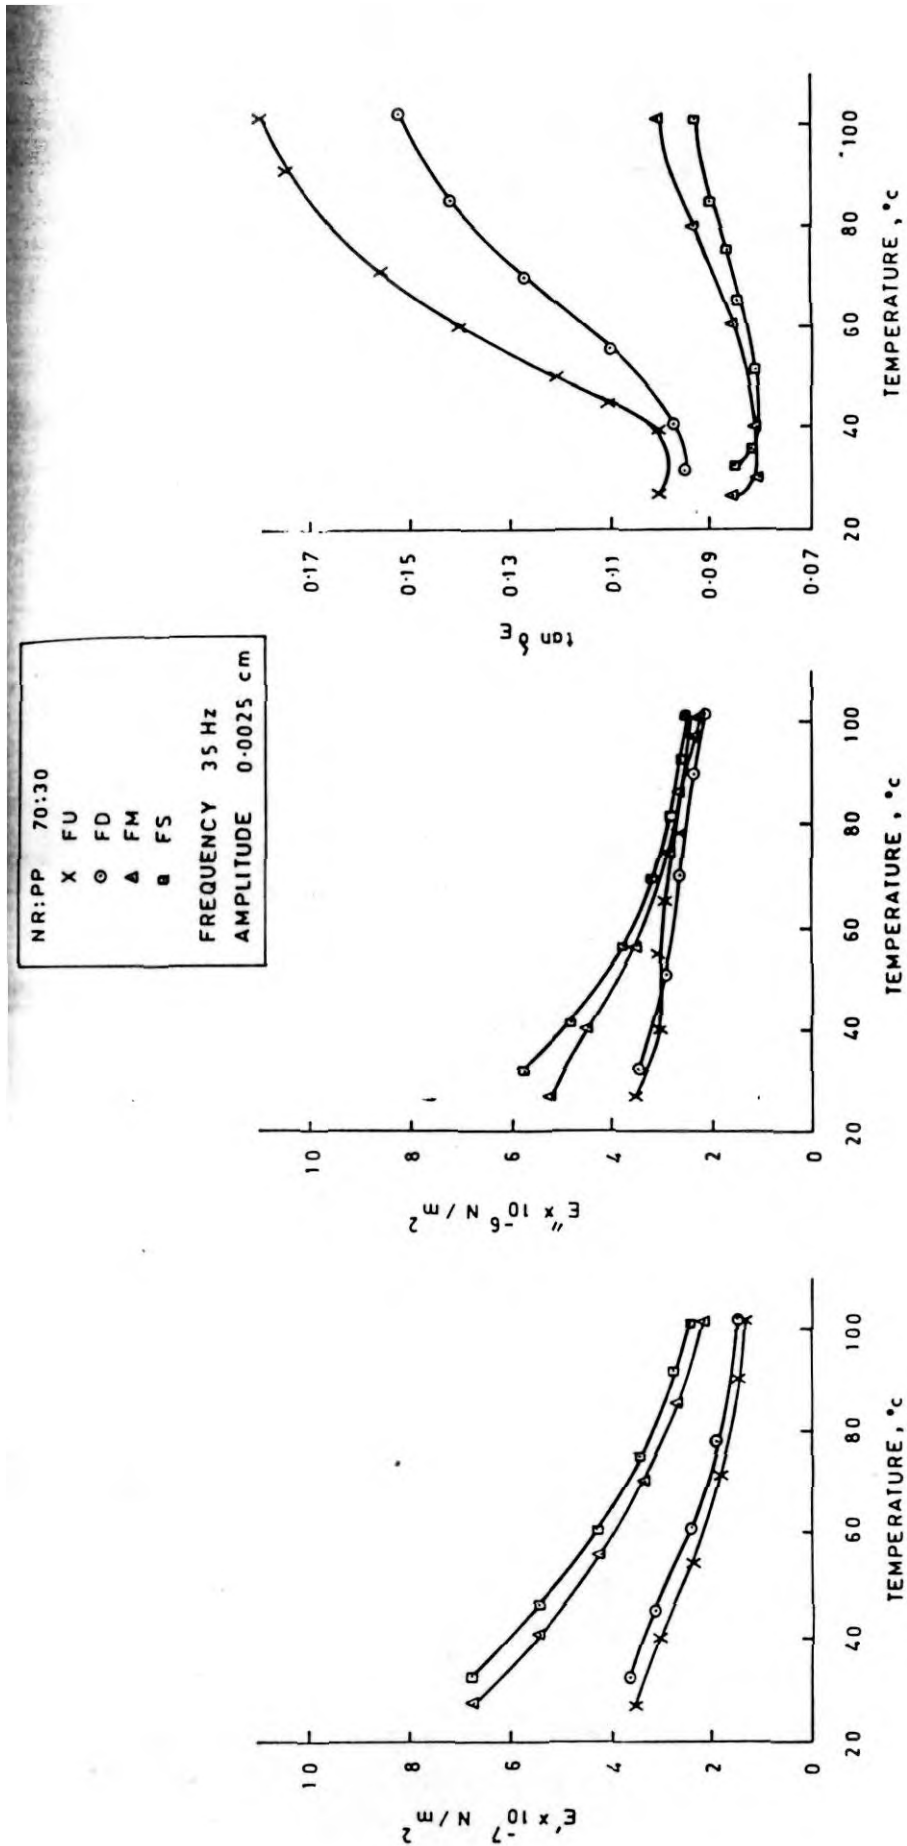 NR:PP 70:30
X FU
⊙ FD
△ FM
⊡ FS
FREQUENCY 35 Hz
AMPLITUDE 0·0025 cm
E' x 10⁻⁷ N/m²
10
6
4
2
0
20
40
60
80
100
TEMPERATURE, °c
E'' x 10⁻⁶ N/m²
10
6
4
2
0
20
40
60
80
100
TEMPERATURE, °c
tan δE
0·17
0·15
0·13
0·11
0·09
0·07
20
40
60
80
100
TEMPERATURE, °c